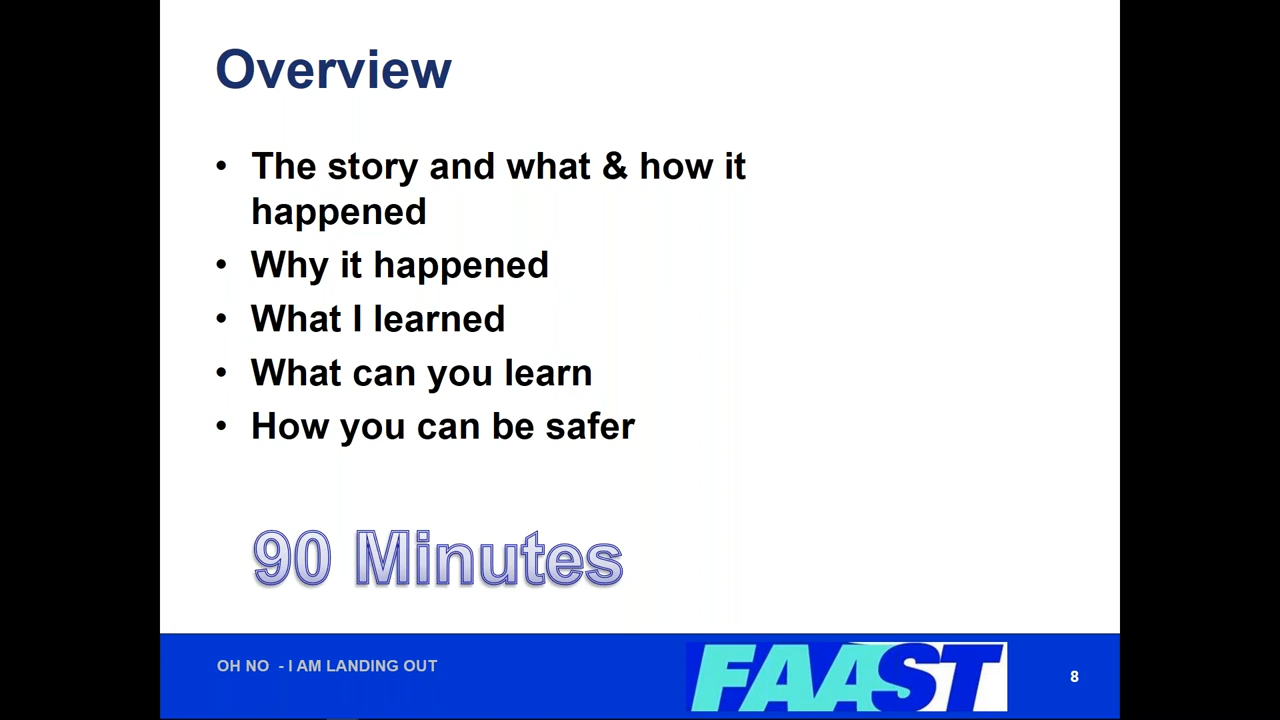 Overview
• The story and what & how it
happened
• Why it happened
• What I learned
• What can you learn
• How you can be safer
90 Minutes
OH NO - I AM LANDING OUT
FAAST
8